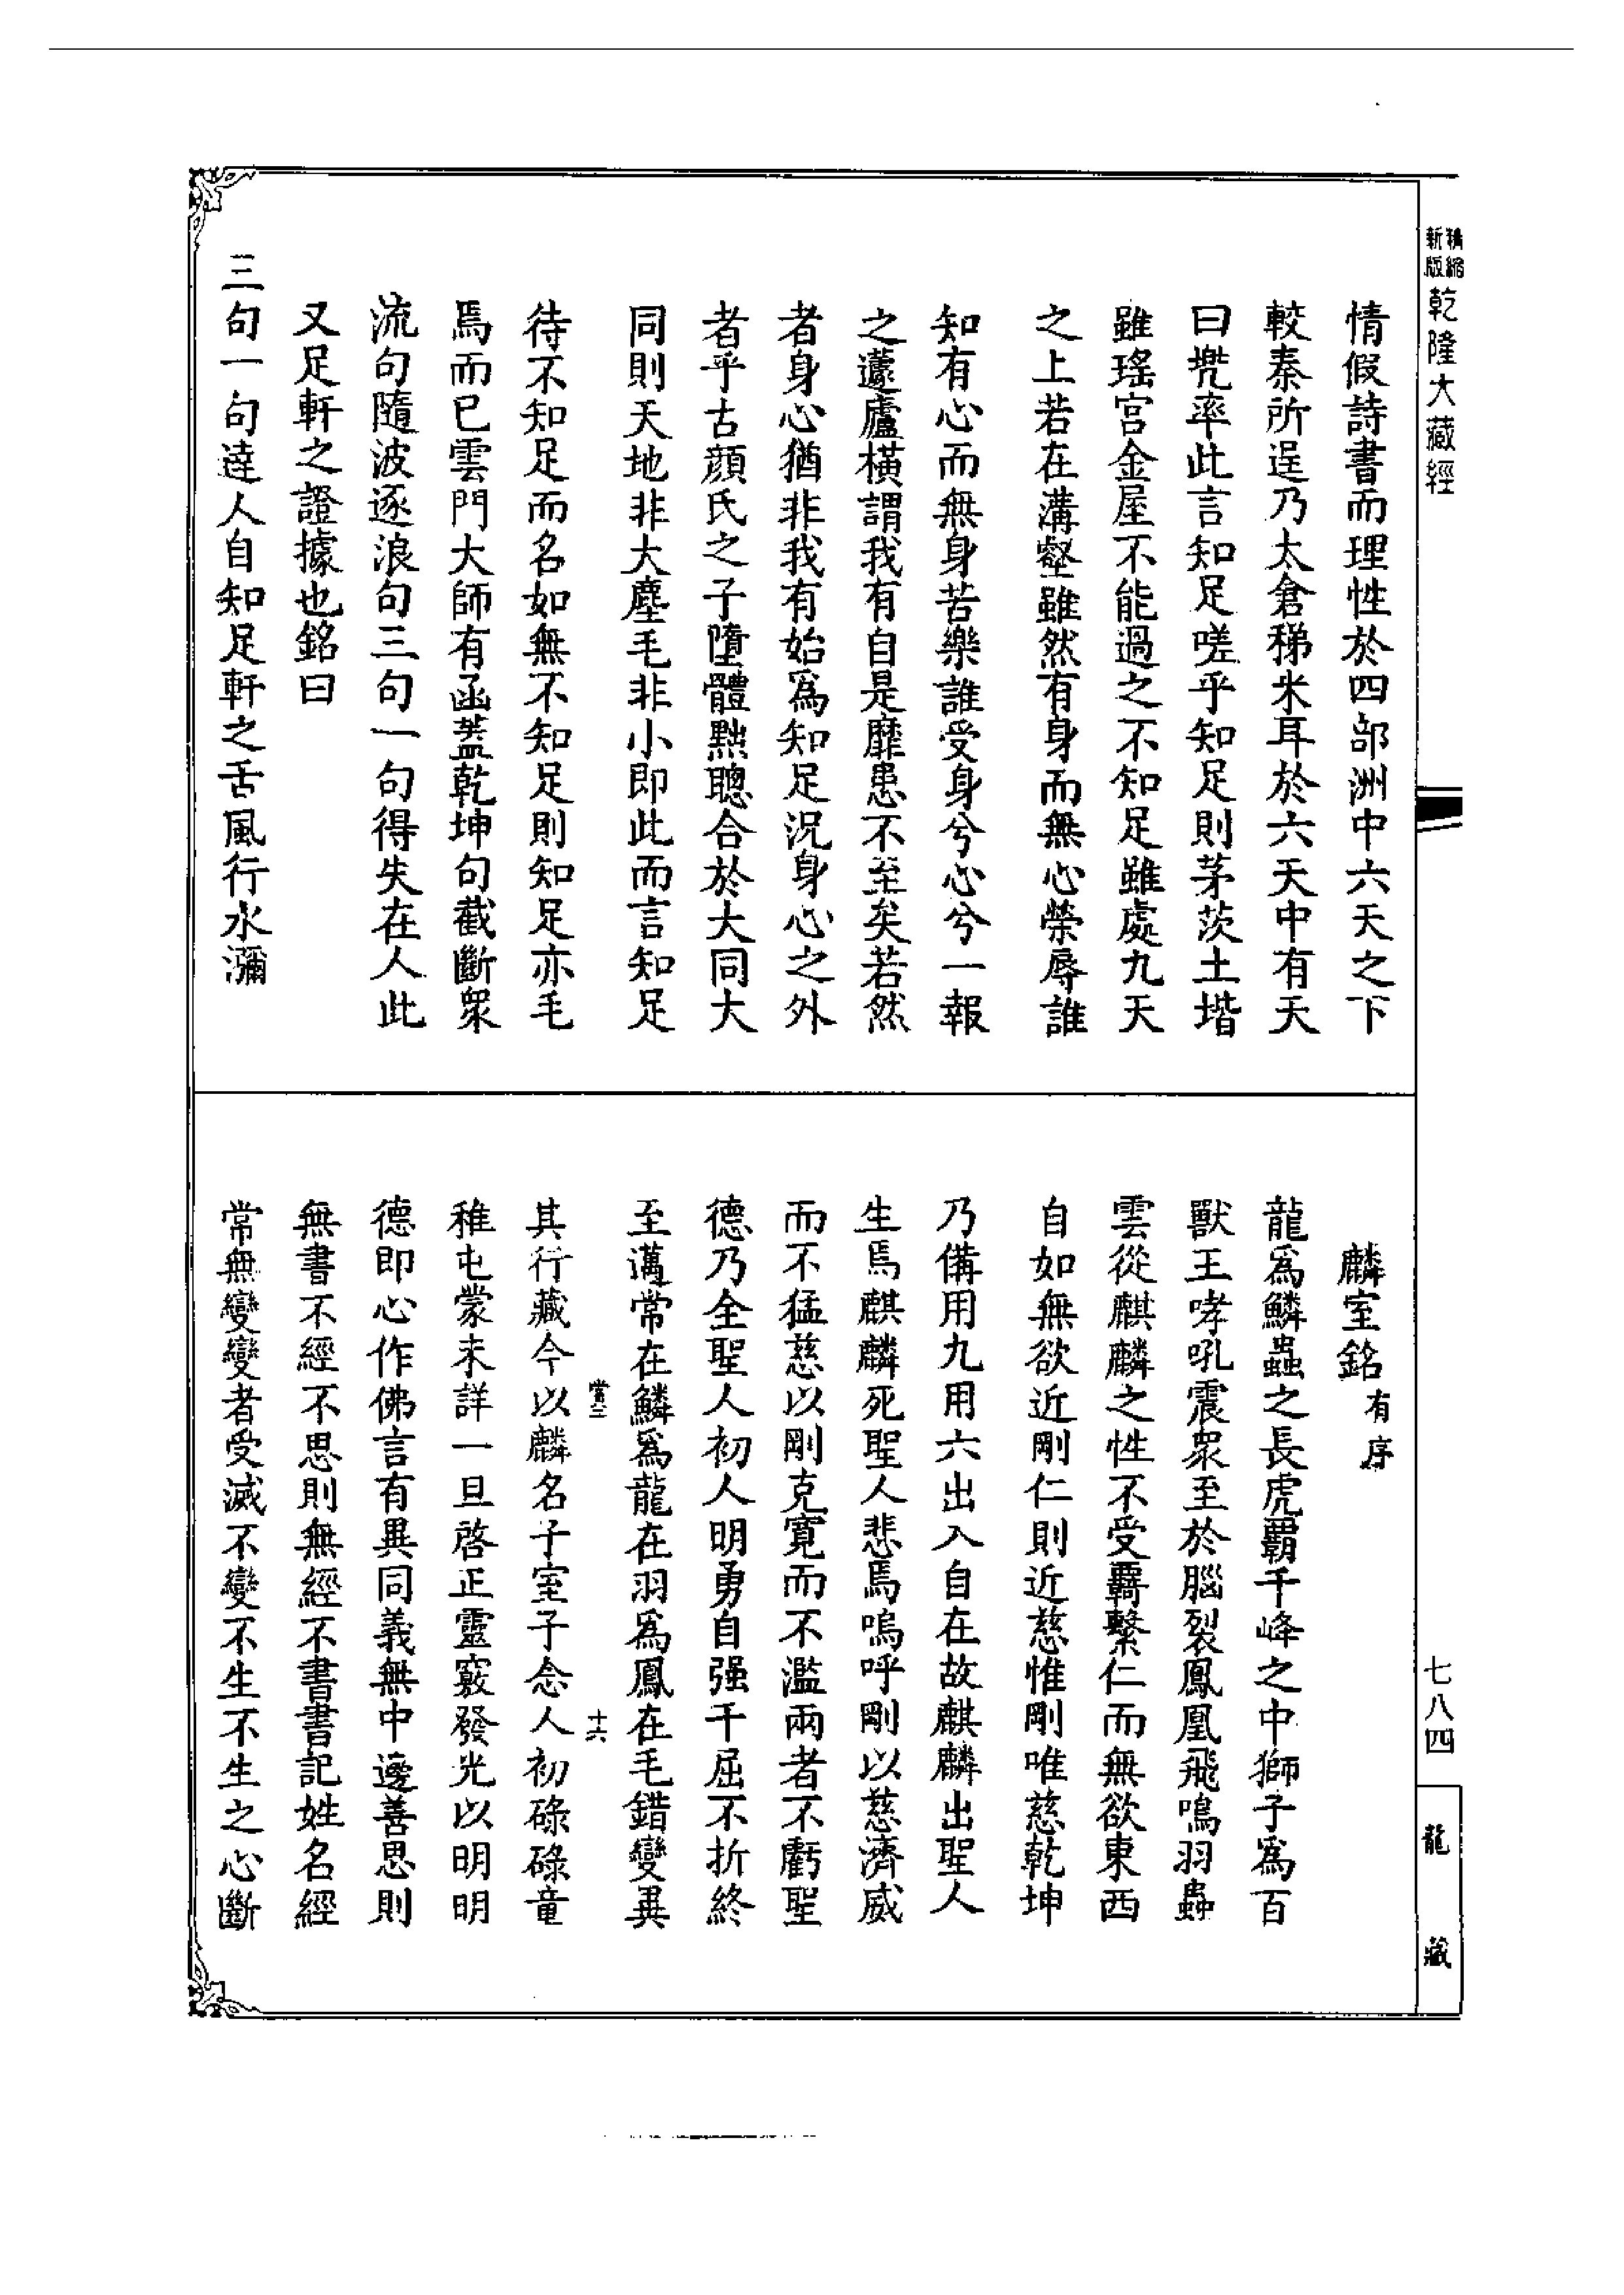 精縮
新版
乾隆大藏經
情假詩書而理性於四部洲中六天之下
較秦所逞乃太倉稊米耳於六天中有天
曰兠率此言知足嗟乎知足則茅茨土堦
雖瑤宮金屋不能過之不知足雖處九天
之上若在溝壑雖然有身而無心榮辱誰
知有心而無身苦樂誰受身兮心兮一報
之蘧廬橫謂我有自是靡患不至矣若然
者身心猶非我有始爲知足況身心之外
者乎古顏氏之子墮體黜聰合於大同大
同則天地非大塵毛非小即此而言知足
待不知足而名如無不知足則知足亦毛
焉而已雲門大師有函蓋乾坤句截斷眾
流句隨波逐浪句三句一句得失在人此
又足軒之證據也銘曰
三句一句達人自知足軒之舌風行水瀰
麟室銘有序
龍爲鱗蟲之長虎覇千峰之中獅子爲百
獸王哮吼震眾至於腦裂鳳凰飛鳴羽蟲
雲從麒麟之性不受羈繫仁而無欲東西
自如無欲近剛仁則近慈惟剛唯慈乾坤
乃備用九用六出入自在故麒麟出聖人
生焉麒麟死聖人悲焉嗚呼剛以慈濟威
而不猛慈以剛克寬而不濫兩者不虧聖
德乃全聖人初人明勇自强千屈不折終
至邁常在鱗爲龍在羽爲鳳在毛錯變異
其行藏今以麟名子室子念人初碌碌童
稚屯蒙未詳一旦啓正靈竅發光以明明
德即心作佛言有異同義無中邊善思則
無書不經不思則無經不書書記姓名經
常無變變者受滅不變不生不生之心斷
十六
七八四
龍藏